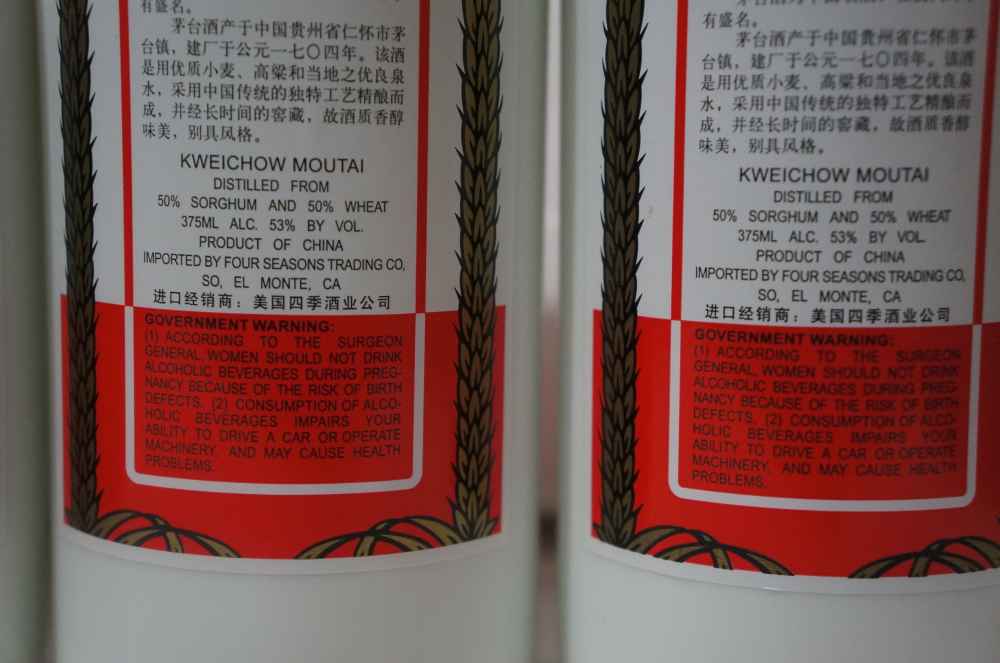 有盛名。
茅台酒产于中国贵州省仁怀市茅
台镇，建厂于公元一七〇四年。该酒
是用优质小麦、高粱和当地之优良泉
水，采用中国传统的独特工艺精酿而
成，并经长时间的窖藏，故酒质香醇
味美，别具风格。
KWEICHOW MOUTAI
DISTILLED FROM
50% SORGHUM AND 50% WHEAT
375ML ALC. 53% BY VOL.
PRODUCT OF CHINA
IMPORTED BY FOUR SEASONS TRADING CO,
SO, EL MONTE, CA
进口经销商：美国四季酒业公司
GOVERNMENT WARNING:
(1) ACCORDING TO THE SURGEON
GENERAL, WOMEN SHOULD NOT DRINK
ALCOHOLIC BEVERAGES DURING PREG-
NANCY BECAUSE OF THE RISK OF BIRTH
DEFECTS. (2) CONSUMPTION OF ALCO-
HOLIC BEVERAGES IMPAIRS YOUR
ABILITY TO DRIVE A CAR OR OPERATE
MACHINERY, AND MAY CAUSE HEALTH
PROBLEMS.
有盛名。
茅台酒产于中国贵州省仁怀市茅
台镇，建厂于公元一七〇四年。该酒
是用优质小麦、高粱和当地之优良泉
水，采用中国传统的独特工艺精酿而
成，并经长时间的窖藏，故酒质香醇
味美，别具风格。
KWEICHOW MOUTAI
DISTILLED FROM
50% SORGHUM AND 50% WHEAT
375ML ALC. 53% BY VOL.
PRODUCT OF CHINA
IMPORTED BY FOUR SEASONS TRADING CO,
SO, EL MONTE, CA
进口经销商：美国四季酒业公司
GOVERNMENT WARNING:
(1) ACCORDING TO THE SURGEON
GENERAL, WOMEN SHOULD NOT DRINK
ALCOHOLIC BEVERAGES DURING PREG-
NANCY BECAUSE OF THE RISK OF BIRTH
DEFECTS. (2) CONSUMPTION OF ALCO-
HOLIC BEVERAGES IMPAIRS YOUR
ABILITY TO DRIVE A CAR OR OPERATE
MACHINERY, AND MAY CAUSE HEALTH
PROBLEMS.